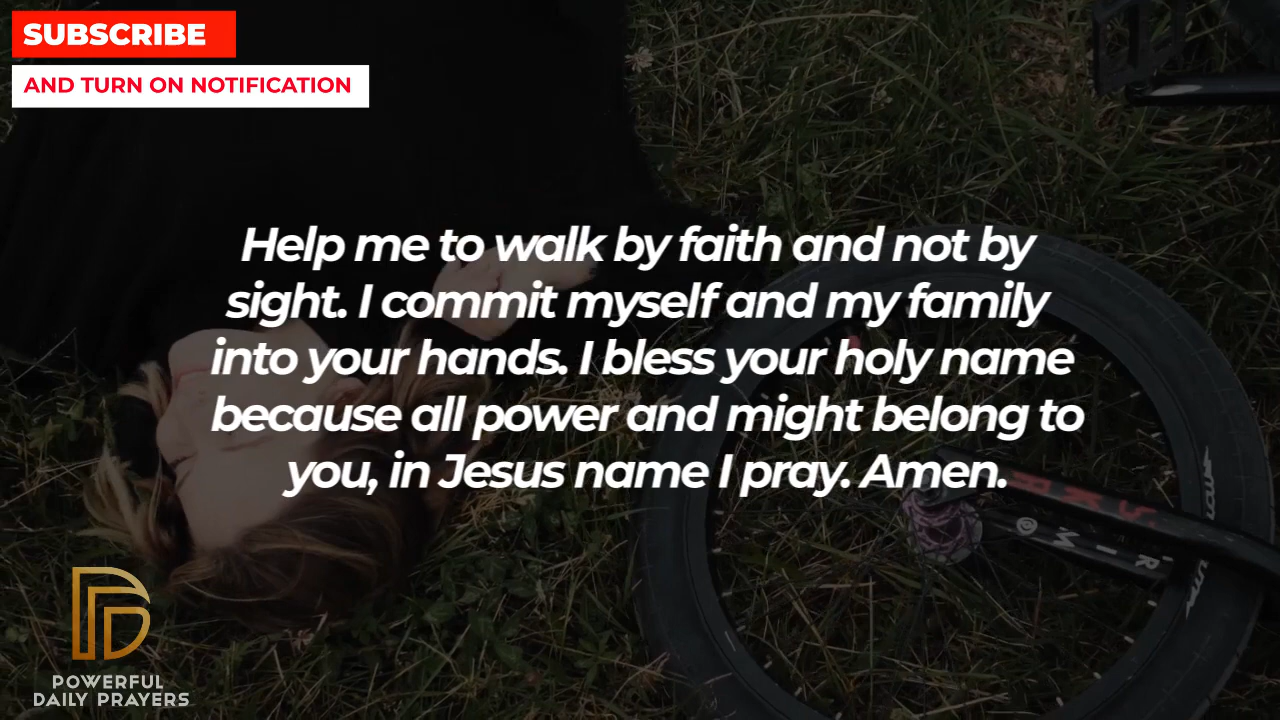 SUBSCRIBE
AND TURN ON NOTIFICATION
Help me to walk by faith and not by
sight. I commit myself and my family
into your hands. I bless your holy name
because all power and might belong to
you, in Jesus name I pray. Amen.
POWERFUL
DAILY PRAYERS